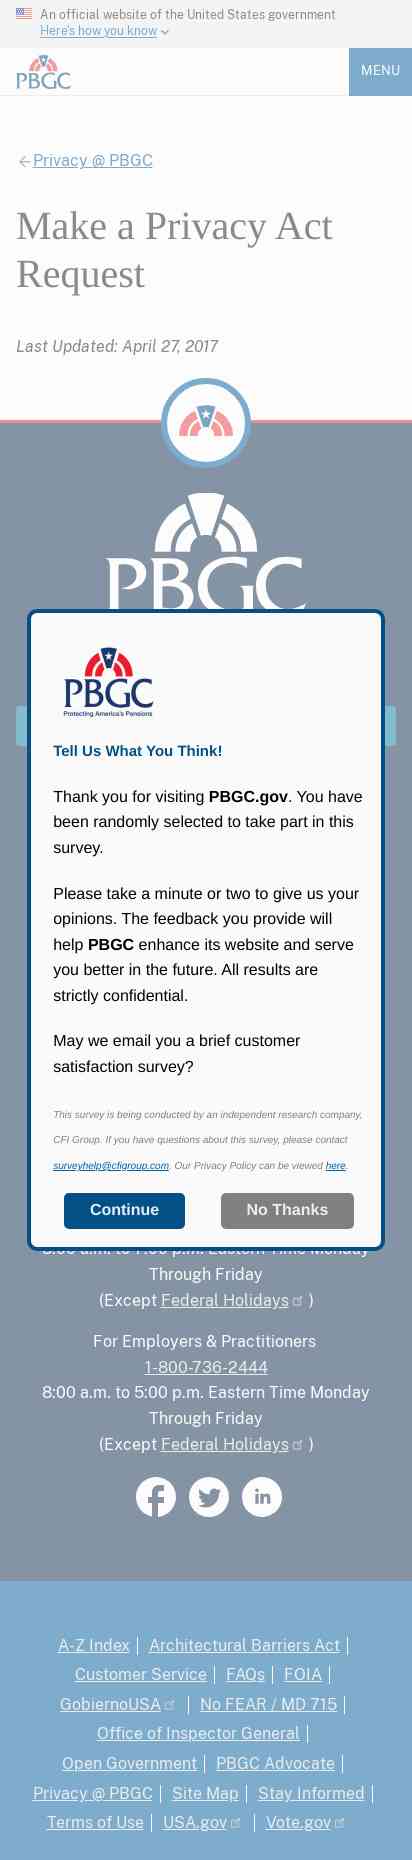 An official website of the United States government
Here's how you know
PBGC
MENU
Privacy @ PBGC
Make a Privacy Act
Request
Last Updated: April 27, 2017
PBGC
PBGC
Protecting America's Pensions
Tell Us What You Think!
Thank you for visiting PBGC.gov. You have
been randomly selected to take part in this
survey.
Please take a minute or two to give us your
opinions. The feedback you provide will
help PBGC enhance its website and serve
you better in the future. All results are
strictly confidential.
May we email you a brief customer
satisfaction survey?
This survey is being conducted by an independent research company,
CFI Group. If you have questions about this survey, please contact
surveyhelp@cfigroup.com. Our Privacy Policy can be viewed here.
Continue
No Thanks
8:00 a.m. to 7:00 p.m. Eastern Time Monday
Through Friday
(Except Federal Holidays )
For Employers & Practitioners
1-800-736-2444
8:00 a.m. to 5:00 p.m. Eastern Time Monday
Through Friday
(Except Federal Holidays )
A-Z Index | Architectural Barriers Act |
Customer Service | FAQs | FOIA |
GobiernoUSA | No FEAR / MD 715 |
Office of Inspector General |
Open Government | PBGC Advocate |
Privacy @ PBGC | Site Map | Stay Informed |
Terms of Use | USA.gov | Vote.gov